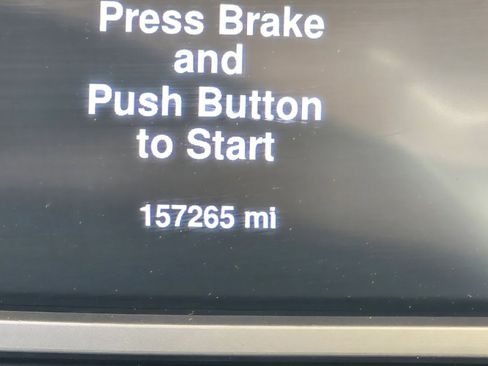 Press Brake
and
Push Button
to Start
157265 mi